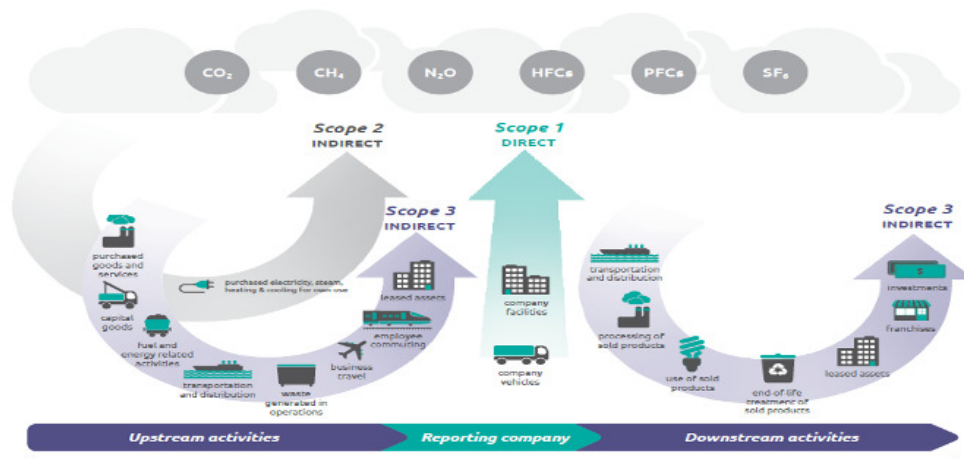 CO₂
CH₄
N₂O
HFCs
PFCs
SF₆
Scope 2
INDIRECT
Scope 1
DIRECT
Scope 3
INDIRECT
Scope 3
INDIRECT
purchased
goods and
services
capital
goods
fuel and
energy related
activities
transportation
and distribution
waste
generated in
operations
business
travel
employee
commuting
leased assets
purchased electricity, steam,
heating & cooling for own use
company
facilities
company
vehicles
transportation
and distribution
processing of
sold products
use of sold
products
end-of-life
treatment of
sold products
leased assets
franchises
$
investments
Upstream activities
Reporting company
Downstream activities